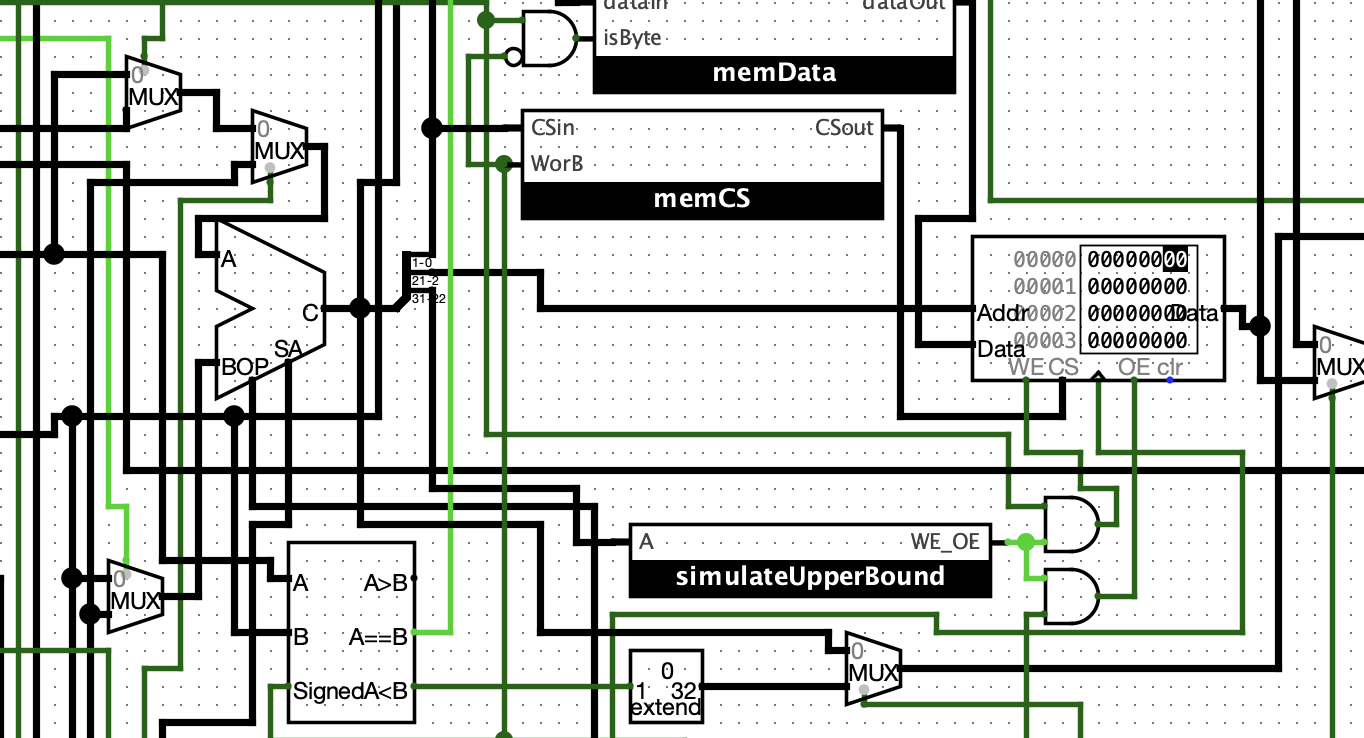 dataIn dataOut
isByte
memData
0
MUX
0
MUX
CSin CSout
WorB
memCS
A
C
SA
BOP
1-0
21-2
31-22
00000 00000000
00001 00000000
Addr 00002 00000000 Data
Data 00003 00000000
WE CS OE clr
0
MUX
A WE_OE
simulateUpperBound
0
MUX
A A>B
B A==B
Signed A<B
0
1 32
extend
0
MUX